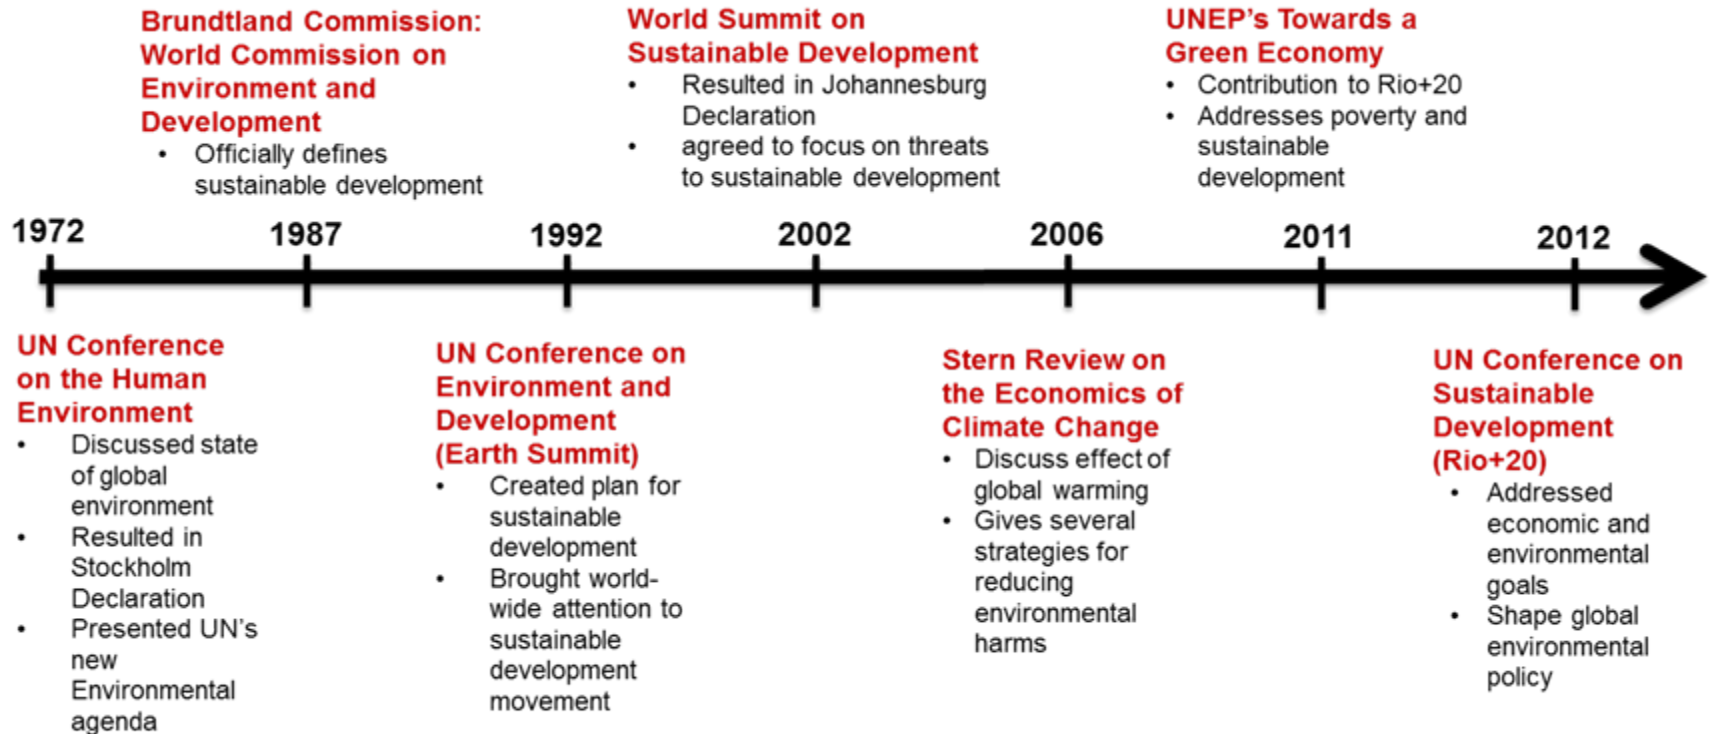 Brundtland Commission:
World Commission on
Environment and
Development
• Officially defines
sustainable development
World Summit on
Sustainable Development
• Resulted in Johannesburg
Declaration
• agreed to focus on threats
to sustainable development
UNEP's Towards a
Green Economy
• Contribution to Rio+20
• Addresses poverty and
sustainable
development
1972
1987
1992
2002
2006
2011
2012
UN Conference
on the Human
Environment
• Discussed state
of global
environment
• Resulted in
Stockholm
Declaration
• Presented UN's
new
Environmental
agenda
UN Conference on
Environment and
Development
(Earth Summit)
• Created plan for
sustainable
development
• Brought world-
wide attention to
sustainable
development
movement
Stern Review on
the Economics of
Climate Change
• Discuss effect of
global warming
• Gives several
strategies for
reducing
environmental
harms
UN Conference on
Sustainable
Development
(Rio+20)
• Addressed
economic and
environmental
goals
• Shape global
environmental
policy